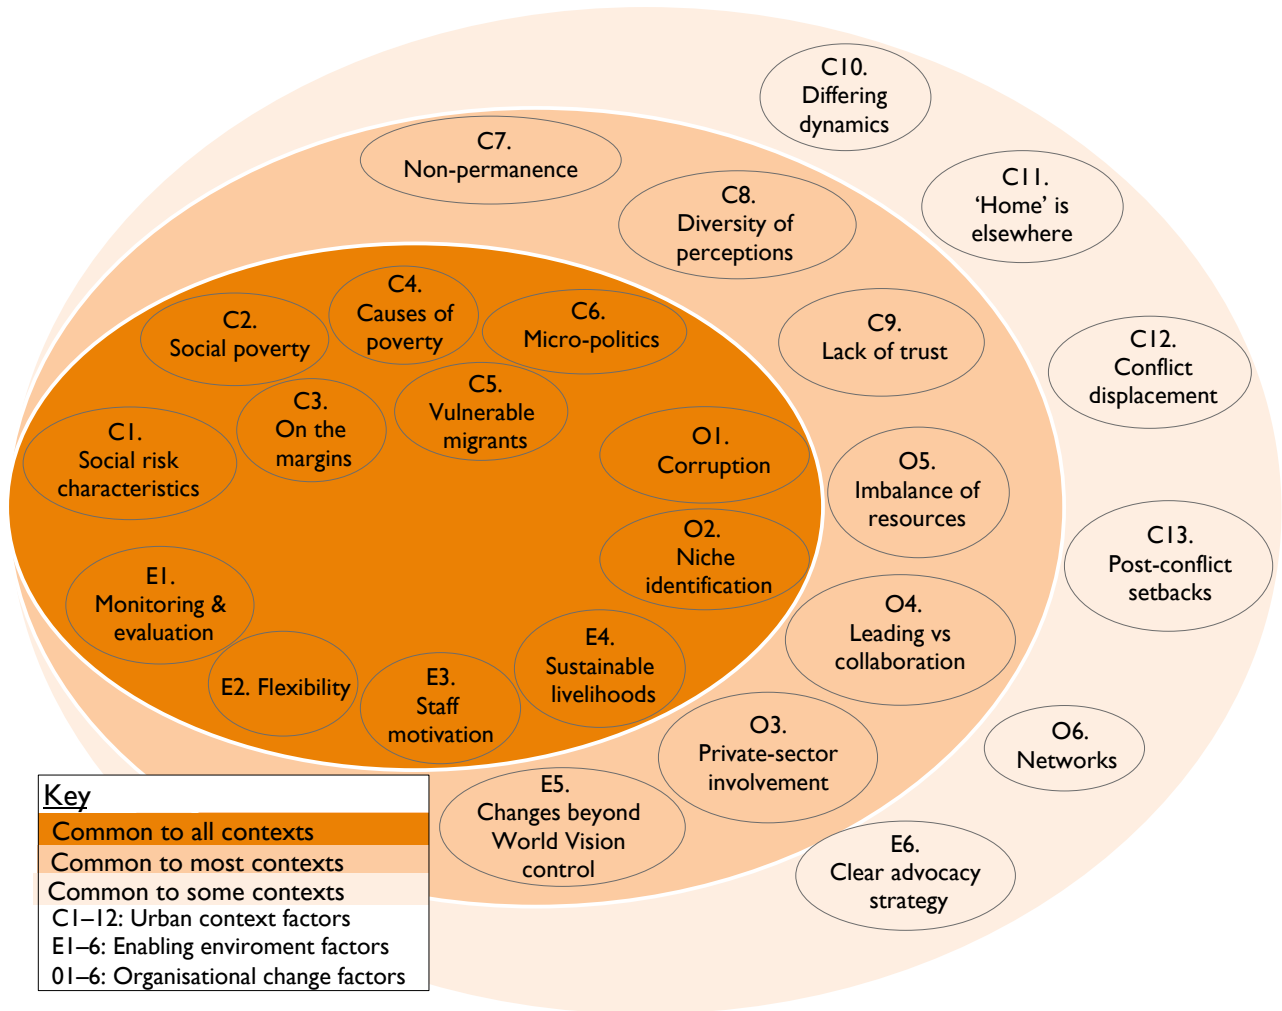 C10.
Differing
dynamics
C7.
Non-permanence
C11.
‘Home’ is
elsewhere
C8.
Diversity of
perceptions
C4.
Causes of
poverty
C6.
Micro-politics
C2.
Social poverty
C9.
Lack of trust
C12.
Conflict
displacement
C5.
Vulnerable
migrants
C3.
On the
margins
C1.
Social risk
characteristics
O1.
Corruption
O5.
Imbalance of
resources
O2.
Niche
identification
C13.
Post-conflict
setbacks
E1.
Monitoring &
evaluation
O4.
Leading vs
collaboration
E4.
Sustainable
livelihoods
E2. Flexibility
E3.
Staff
motivation
O3.
Private-sector
involvement
O6.
Networks
E5.
Changes beyond
World Vision
control
E6.
Clear advocacy
strategy
Key
Common to all contexts
Common to most contexts
Common to some contexts
C1–12: Urban context factors
E1–6: Enabling enviroment factors
01–6: Organisational change factors